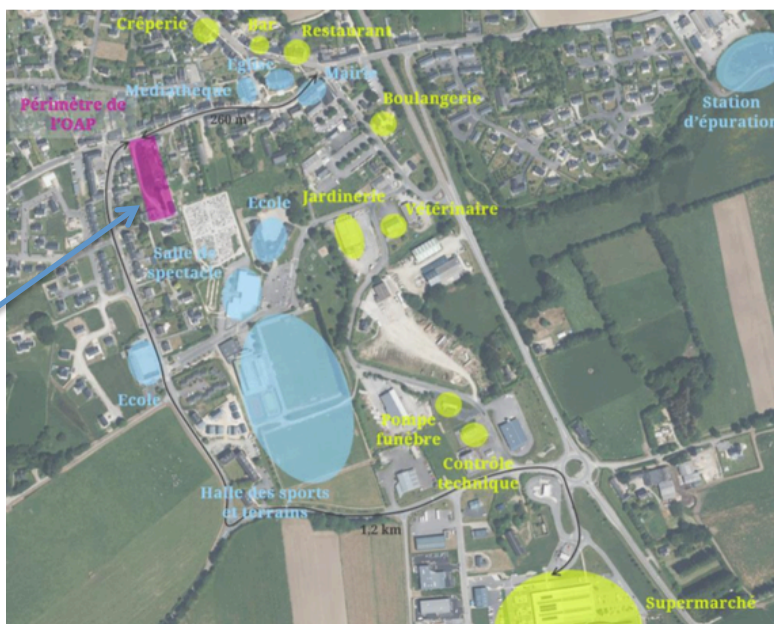 Crêperie
Bar
Restaurant
Eglise
Médiathèque
Mairie
Station
d'épuration
Périmètre de
l'OAP
260 m
Boulangerie
Ecole
Jardinerie
Vétérinaire
Salle de
spectacle
Ecole
Pompe
funèbre
Contrôle
technique
Halle des sports
et terrains
1,2 km
Supermarché